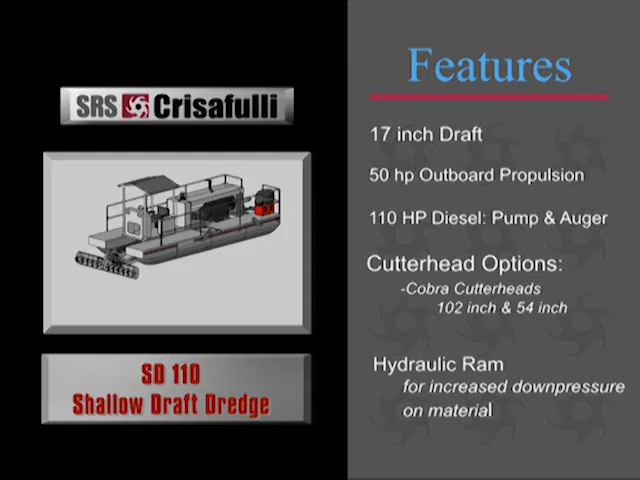 SRS Crisafulli
SD 110
Shallow Draft Dredge
Features
17 inch Draft
50 hp Outboard Propulsion
110 HP Diesel: Pump & Auger
Cutterhead Options:
-Cobra Cutterheads
102 inch & 54 inch
Hydraulic Ram
for increased downpressure
on material